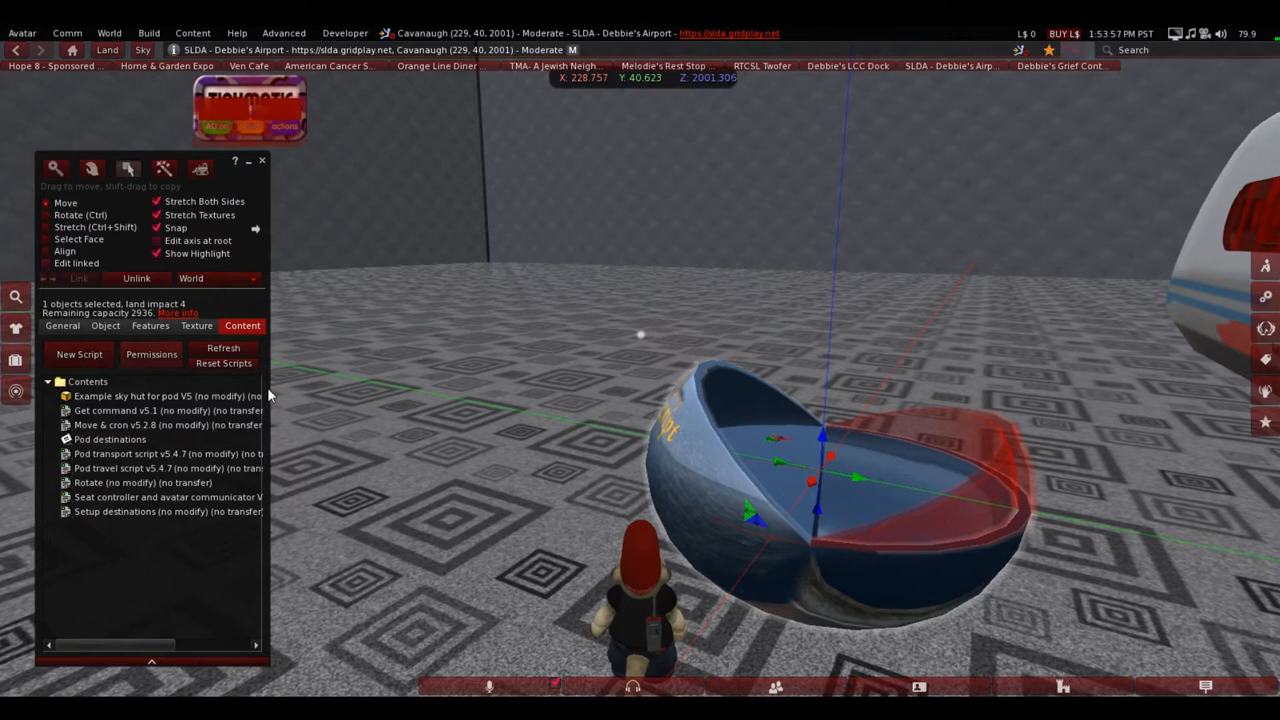 Avatar Comm World Build Content Help Advanced Developer Cavanaugh (229, 40, 2001) - Moderate - SLDA - Debbie's Airport - https://slda.gridplay.net L$ 0 BUY L$ 1:53:57 PM PST 79.9
Land Sky SLDA - Debbie's Airport - https://slda.gridplay.net, Cavanaugh (229, 40, 2001) - Moderate M Search
Hope 8 - Sponsored ... Home & Garden Expo Ven Cafe American Cancer S... Orange Line Diner ... TMA- A Jewish Neigh... Melodie's Rest Stop ... RTCSL Twofer Debbie's LCC Dock SLDA - Debbie's Airp... Debbie's Grief Cont...
X: 228.757 Y: 40.623 Z: 2001.306
AO on actions
?
Drag to move, shift-drag to copy
Move Stretch Both Sides
Rotate (Ctrl) Stretch Textures
Stretch (Ctrl+Shift) Snap
Select Face Edit axis at root
Align Show Highlight
Edit linked
Link Unlink World
1 objects selected, land impact 4
Remaining capacity 2936. More info
General Object Features Texture Content
New Script Permissions Refresh
Reset Scripts
Contents
Example sky hut for pod V5 (no modify) (no
Get command v5.1 (no modify) (no transfer
Move & cron v5.2.8 (no modify) (no transfer
Pod destinations
Pod transport script v5.4.7 (no modify) (no t
Pod travel script v5.4.7 (no modify) (no trans
Rotate (no modify) (no transfer)
Seat controller and avatar communicator V
Setup destinations (no modify) (no transfer